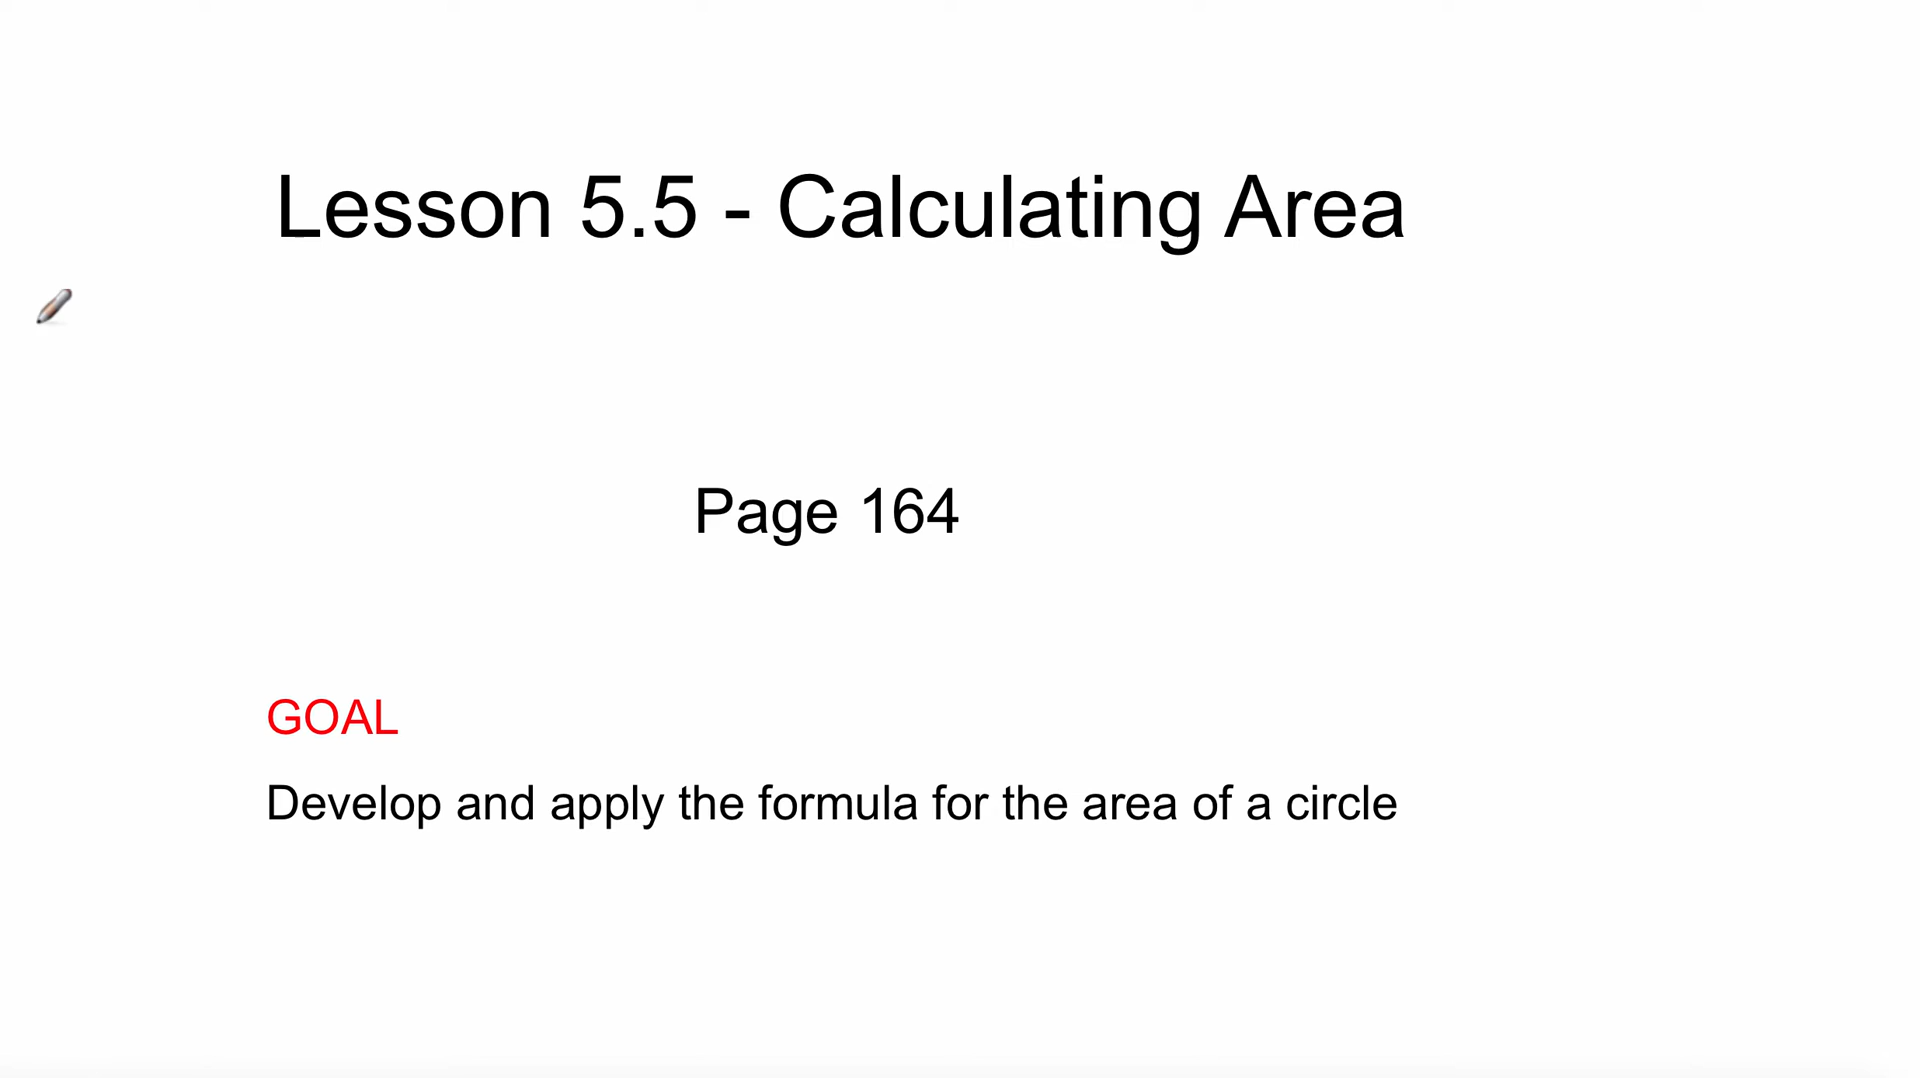 Lesson 5.5 - Calculating Area
Page 164
GOAL
Develop and apply the formula for the area of a circle